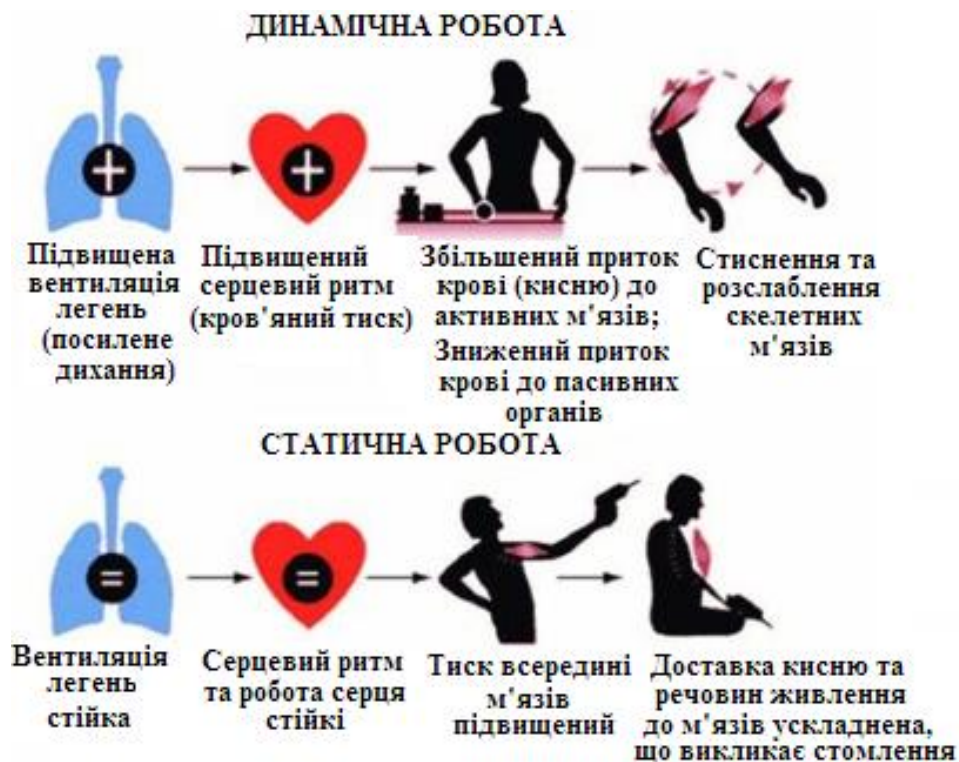 ДИНАМІЧНА РОБОТА
Підвищена
вентиляція
легень
(посилене
дихання)
Підвищений
серцевий ритм
(кров'яний тиск)
Збільшений приток
крові (кисню) до
активних м'язів;
Знижений приток
крові до пасивних
органів
Стиснення та
розслаблення
скелетних
м'язів
СТАТИЧНА РОБОТА
Вентиляція
легень
стійка
Серцевий ритм
та робота серця
стійкі
Тиск всередині
м'язів
підвищений
Доставка кисню та
речовин живлення
до м'язів ускладнена,
що викликає стомлення